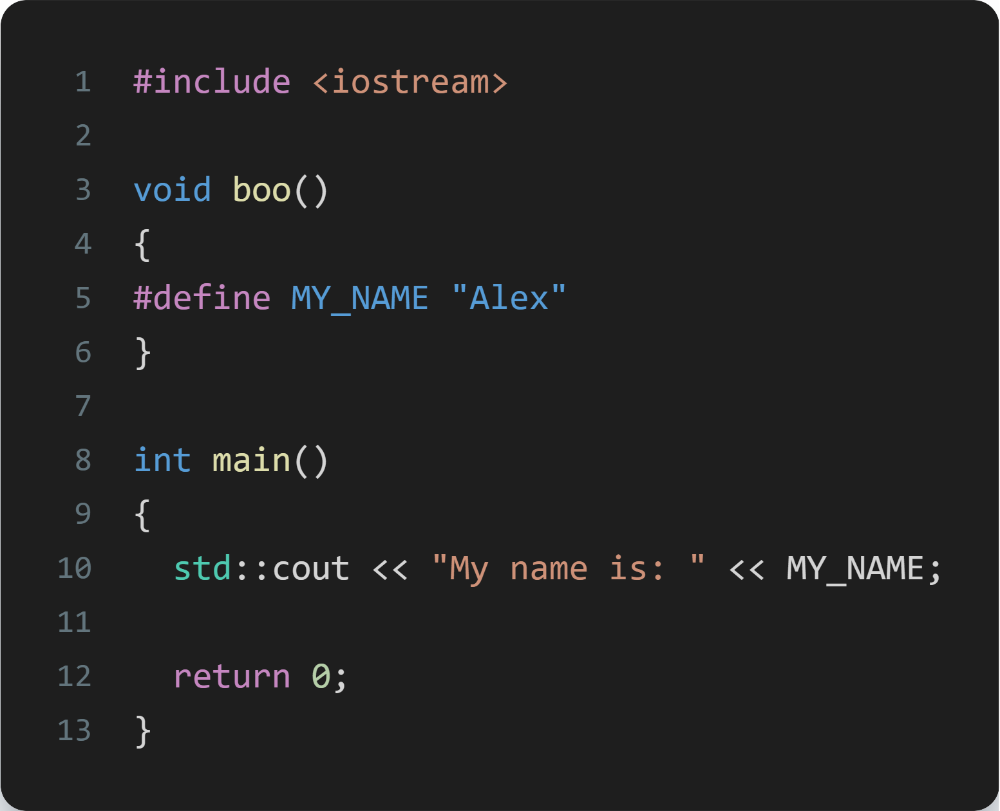 1 #include <iostream>
2
3 void boo()
4 {
5 #define MY_NAME "Alex"
6 }
7
8 int main()
9 {
10   std::cout << "My name is: " << MY_NAME;
11
12   return 0;
13 }